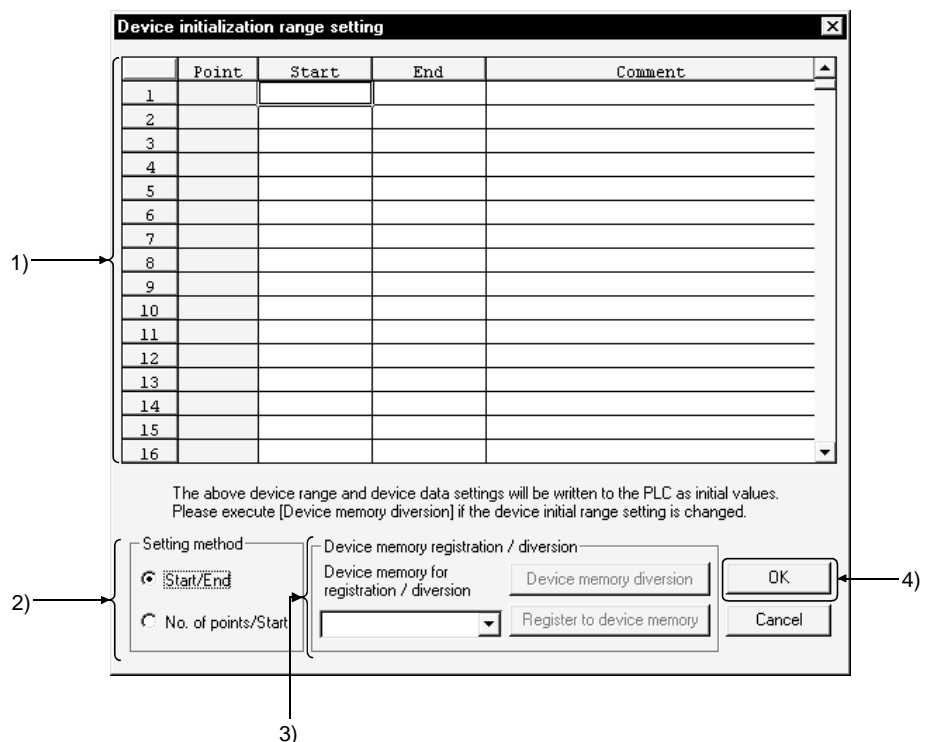 Device initialization range setting
Point Start End Comment
1
2
3
4
5
6
7
1) 8
9
10
11
12
13
14
15
16
The above device range and device data settings will be written to the PLC as initial values.
Please execute [Device memory diversion] if the device initial range setting is changed.
Setting method
Start/End
No. of points/Start
Device memory registration / diversion
Device memory for
registration / diversion
Device memory diversion
Register to device memory
OK
Cancel
2)
3)
4)